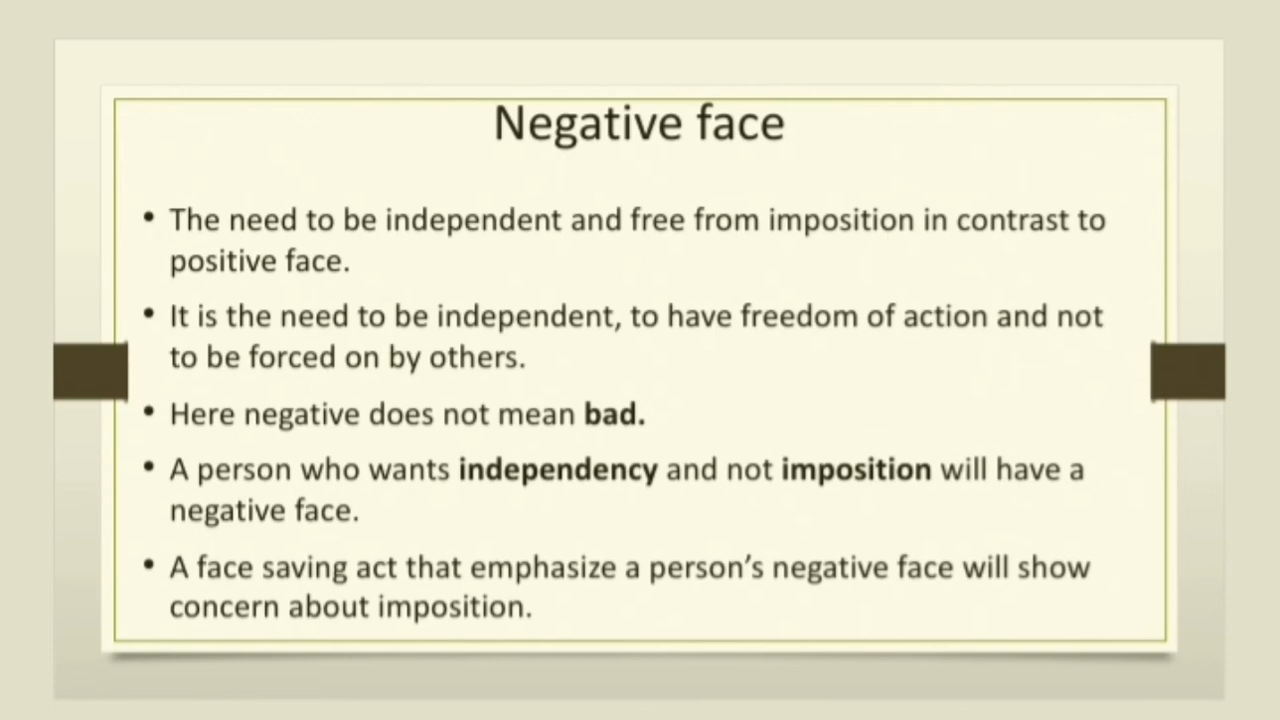 Negative face
• The need to be independent and free from imposition in contrast to
positive face.
• It is the need to be independent, to have freedom of action and not
to be forced on by others.
• Here negative does not mean bad.
• A person who wants independency and not imposition will have a
negative face.
• A face saving act that emphasize a person’s negative face will show
concern about imposition.